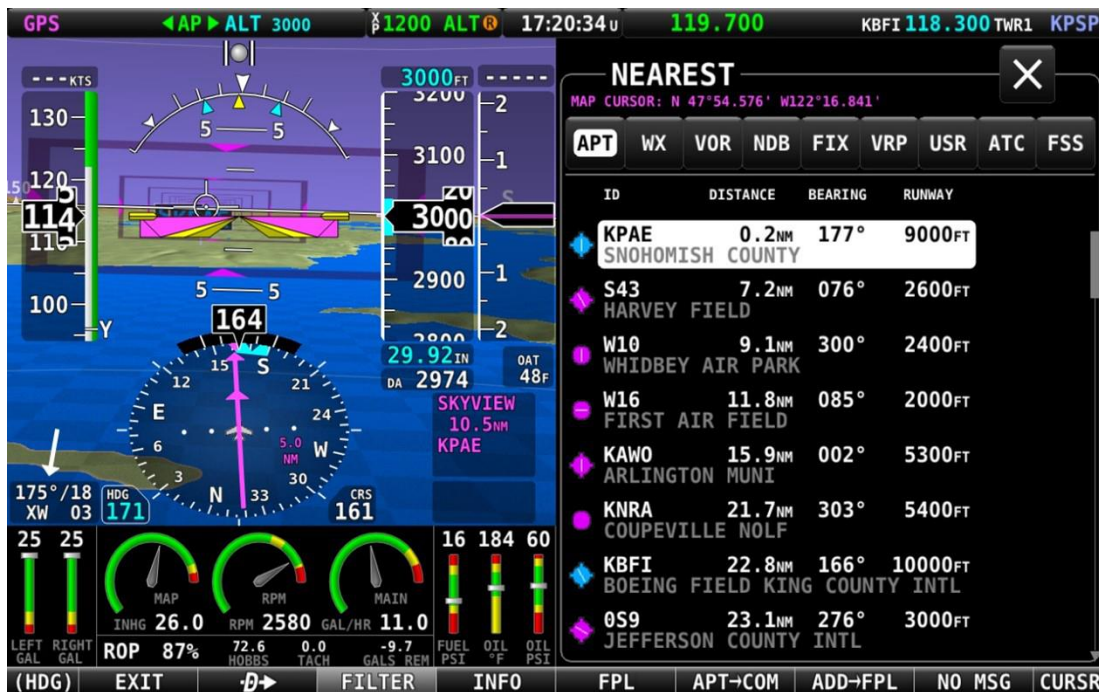 GPS ◄AP► ALT 3000 XP1200 ALT R 17:20:34 U 119.700 KBFI 118.300 TWR1 KPSP
---KTS
130
120
114
110
100
Y
5 5
5 5
3000FT
3200
3100
3000
20
2900
2800
-----
2
1
1
2
S
29.92IN
DA 2974
OAT
48F
SKYVIEW
10.5NM
KPAE
164
12 15 S 21 24 W 30 33 N 3 6 E
5.0
NM
175°/18
XW 03
HDG
171
CRS
161
25 25
LEFT GAL
RIGHT GAL
MAP
INHG 26.0
RPM
RPM 2580
MAIN
GAL/HR 11.0
ROP 87%
72.6
HOBBS
0.0
TACH
-9.7
GALS REM
16 184 60
FUEL PSI
OIL °F
OIL PSI
NEAREST
X
MAP CURSOR: N 47°54.576' W122°16.841'
APT WX VOR NDB FIX VRP USR ATC FSS
ID DISTANCE BEARING RUNWAY
KPAE 0.2NM 177° 9000FT
SNOHOMISH COUNTY
S43 7.2NM 076° 2600FT
HARVEY FIELD
W10 9.1NM 300° 2400FT
WHIDBEY AIR PARK
W16 11.8NM 085° 2000FT
FIRST AIR FIELD
KAWO 15.9NM 002° 5300FT
ARLINGTON MUNI
KNRA 21.7NM 303° 5400FT
COUPEVILLE NOLF
KBFI 22.8NM 166° 10000FT
BOEING FIELD KING COUNTY INTL
0S9 23.1NM 276° 3000FT
JEFFERSON COUNTY INTL
(HDG) EXIT ·D→ FILTER INFO FPL APT→COM ADD→FPL NO MSG CURSR